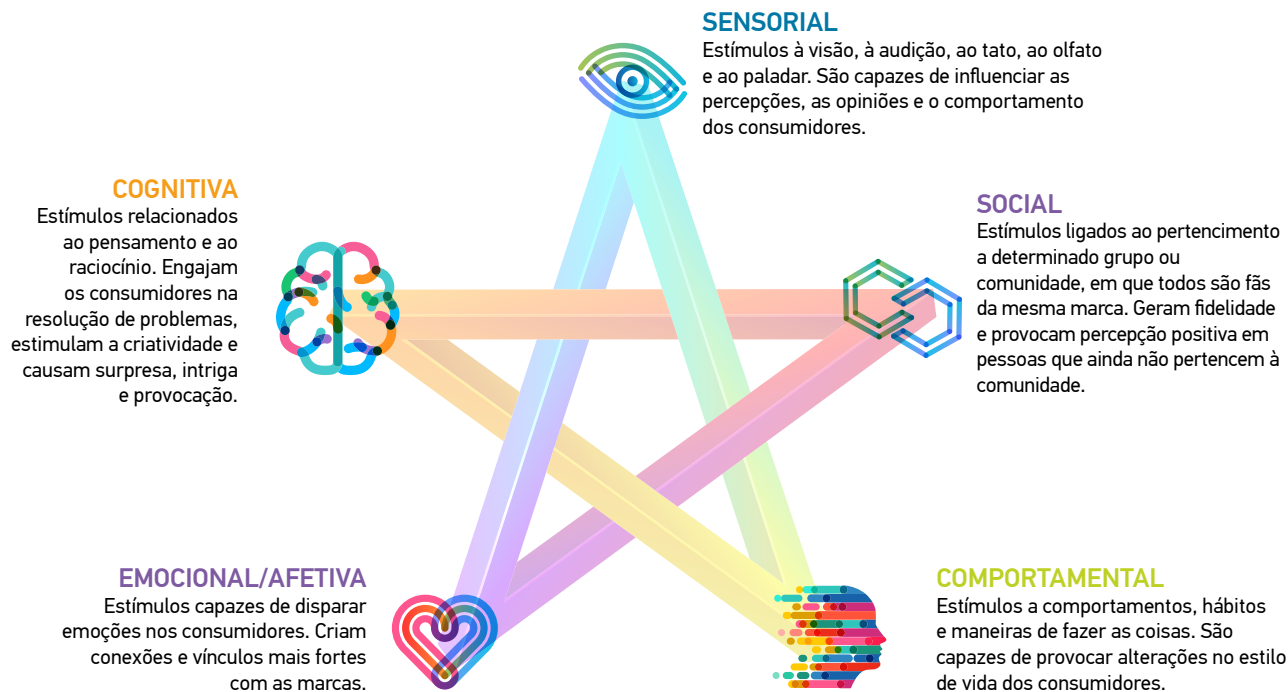 SENSORIAL
Estímulos à visão, à audição, ao tato, ao olfato
e ao paladar. São capazes de influenciar as
percepções, as opiniões e o comportamento
dos consumidores.
COGNITIVA
Estímulos relacionados
ao pensamento e ao
raciocínio. Engajam
os consumidores na
resolução de problemas,
estimulam a criatividade e
causam surpresa, intriga
e provocação.
SOCIAL
Estímulos ligados ao pertencimento
a determinado grupo ou
comunidade, em que todos são fãs
da mesma marca. Geram fidelidade
e provocam percepção positiva em
pessoas que ainda não pertencem à
comunidade.
EMOCIONAL/AFETIVA
Estímulos capazes de disparar
emoções nos consumidores. Criam
conexões e vínculos mais fortes
com as marcas.
COMPORTAMENTAL
Estímulos a comportamentos, hábitos
e maneiras de fazer as coisas. São
capazes de provocar alterações no estilo
de vida dos consumidores.